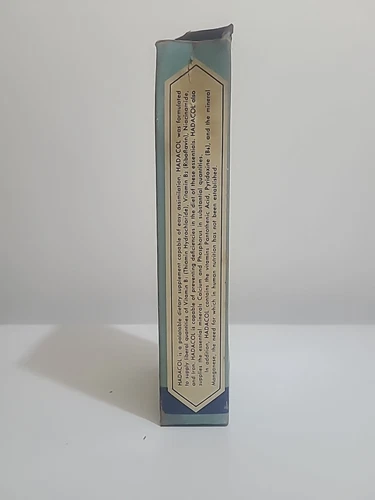 HADACOL is a palatable dietary supplement capable of easy assimilation. HADACOL was formulated
to supply liberal quantities of Vitamin B₁ (Thiamin Hydrochloride), Vitamin B₂ (Riboflavin), Niacinamide,
and Iron. HADACOL is capable of preventing deficiencies in the diet of these essentials. HADACOL also
supplies the essential minerals Calcium and Phosphorus in substantial quantities.
In addition, HADACOL contains the vitamins Pantothenic Acid, Pyridoxine (B₆), and the mineral
Manganese, the need for which in human nutrition has not been established.